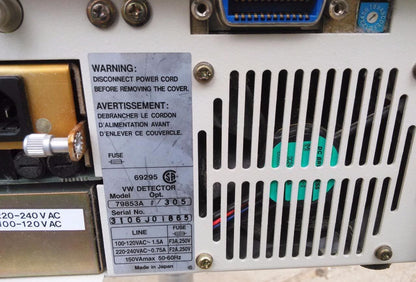 WARNING:
DISCONNECT POWER CORD
BEFORE REMOVING THE COVER.
AVERTISSEMENT:
DEBRANCHER LE CORDON
D'ALIMENTATION AVANT
D'ENLEVER CE COUVERCLE.
FUSE
69295
VW DETECTOR
Model Opt.
79853A / 305
Serial No.
3106J01865
LINE FUSE
100-120VAC~ 1.5A F3A,250V
220-240VAC~0.75A F2A,250V
150VAmax 50-60Hz
Made in Japan
220-240V AC
100-120V AC